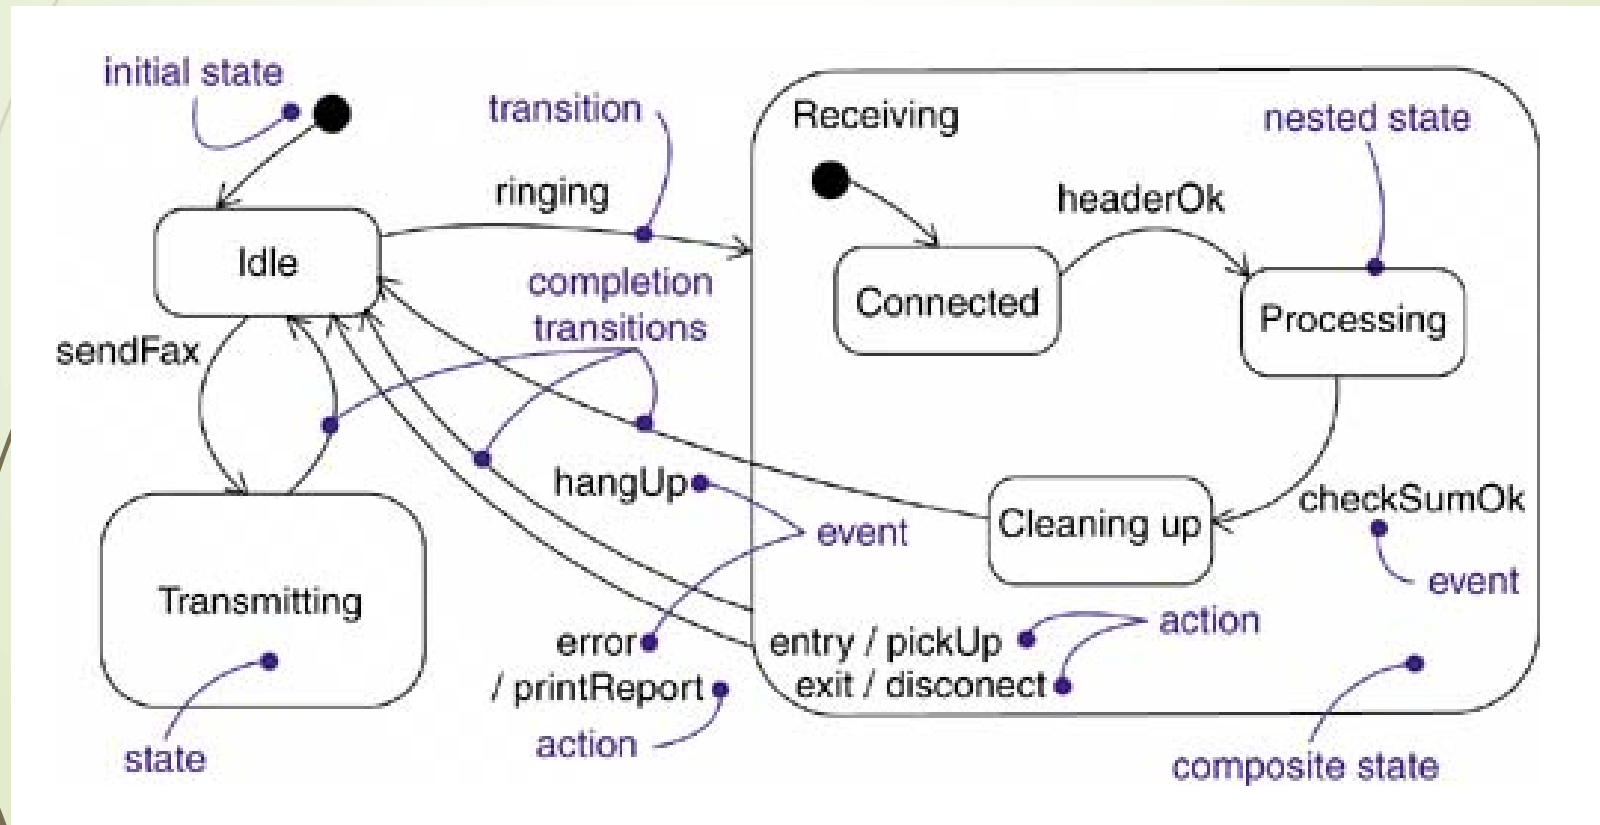 initial state
transition
Receiving
nested state
ringing
headerOk
Idle
completion
transitions
Connected
Processing
sendFax
hangUp
event
Cleaning up
checkSumOk
event
Transmitting
error
/ printReport
action
entry / pickUp
exit / disconect
action
state
composite state